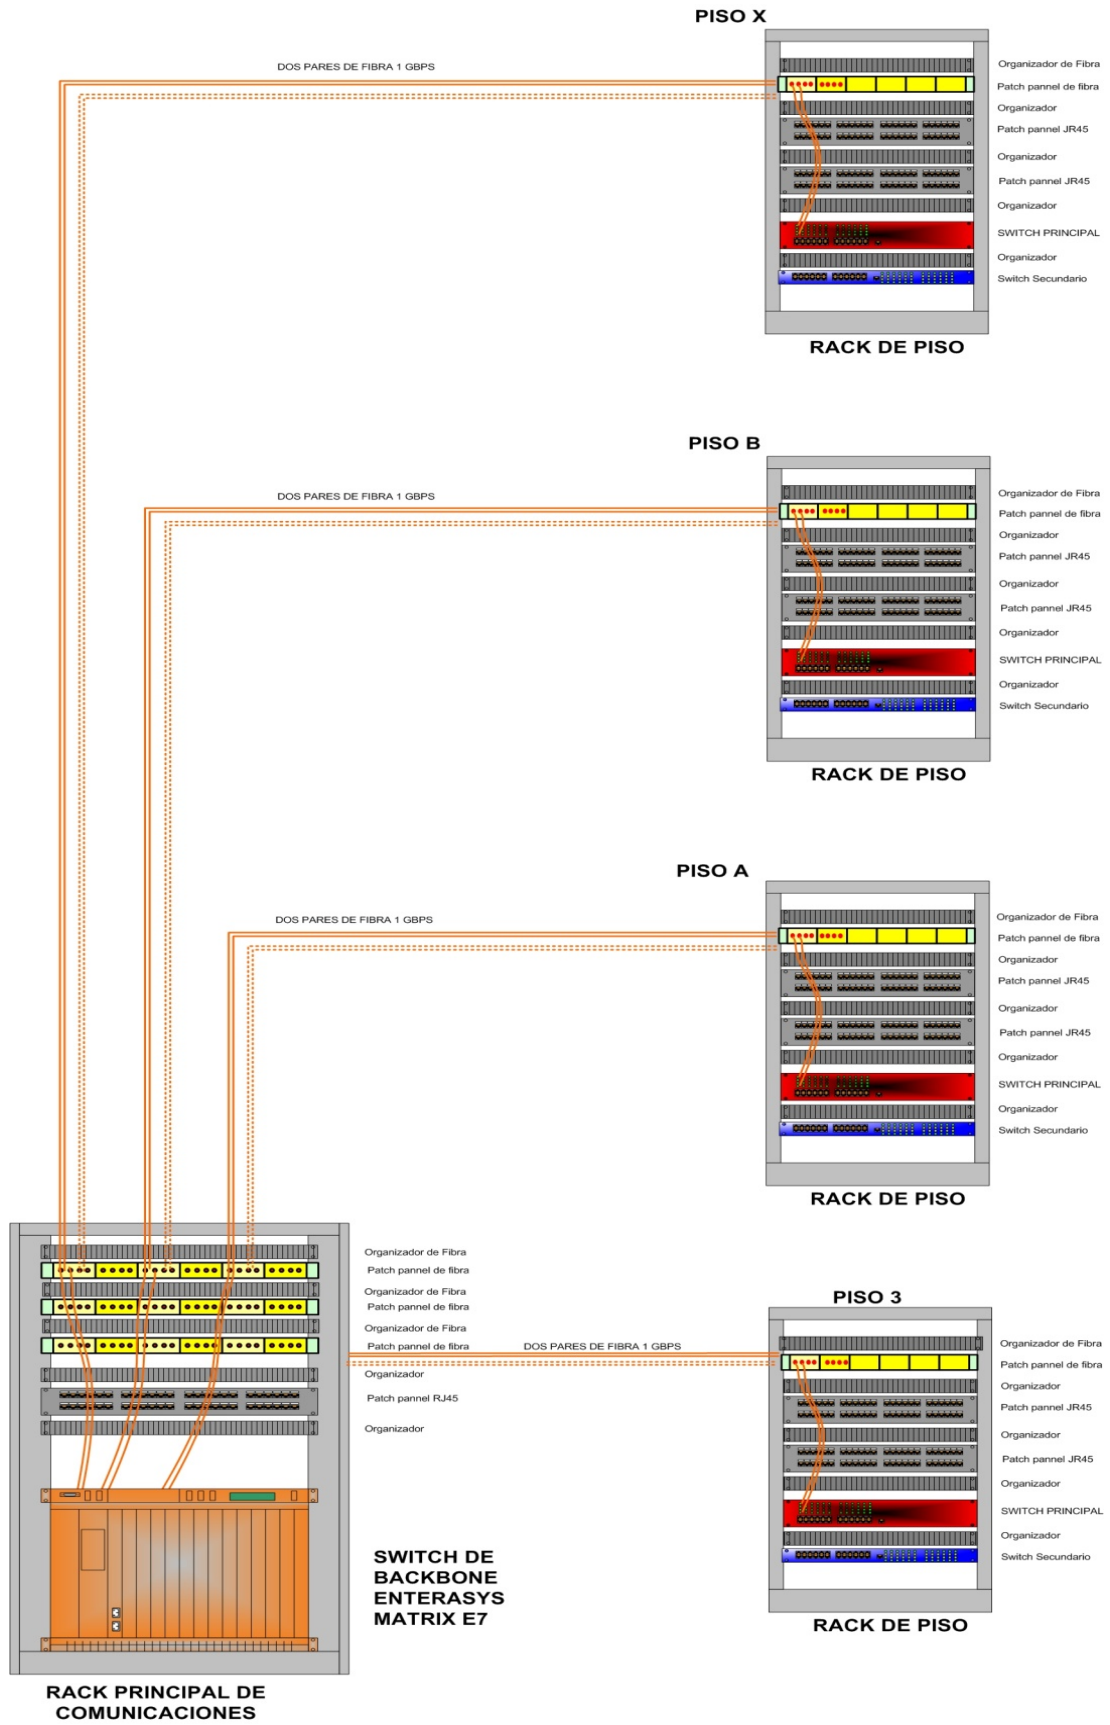 PISO X
DOS PARES DE FIBRA 1 GBPS
Organizador de Fibra
Patch pannel de fibra
Organizador
Patch pannel JR45
Organizador
Patch pannel JR45
Organizador
SWITCH PRINCIPAL
Organizador
Switch Secundario
RACK DE PISO
PISO B
DOS PARES DE FIBRA 1 GBPS
Organizador de Fibra
Patch pannel de fibra
Organizador
Patch pannel JR45
Organizador
Patch pannel JR45
Organizador
SWITCH PRINCIPAL
Organizador
Switch Secundario
RACK DE PISO
PISO A
DOS PARES DE FIBRA 1 GBPS
Organizador de Fibra
Patch pannel de fibra
Organizador
Patch pannel JR45
Organizador
Patch pannel JR45
Organizador
SWITCH PRINCIPAL
Organizador
Switch Secundario
RACK DE PISO
Organizador de Fibra
Patch pannel de fibra
Organizador de Fibra
Patch pannel de fibra
Organizador de Fibra
Patch pannel de fibra
Organizador
Patch pannel RJ45
Organizador
SWITCH DE
BACKBONE
ENTERASYS
MATRIX E7
RACK PRINCIPAL DE
COMUNICACIONES
PISO 3
DOS PARES DE FIBRA 1 GBPS
Organizador de Fibra
Patch pannel de fibra
Organizador
Patch pannel JR45
Organizador
Patch pannel JR45
Organizador
SWITCH PRINCIPAL
Organizador
Switch Secundario
RACK DE PISO